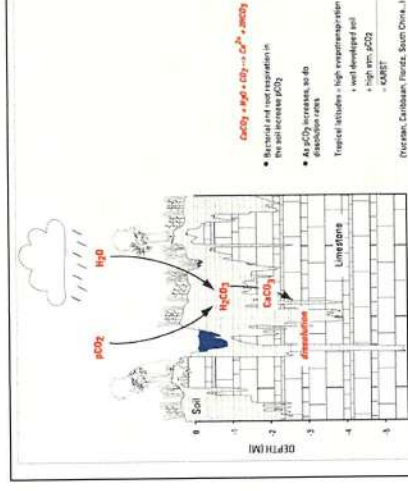 pCO₂
H₂O
Soil
H₂CO₃
CaCO₃
dissolution
Limestone
DEPTH (M)
0
-1
-2
-3
-4
-5
CaCO₃ + H₂O + CO₂ --> Ca²⁺ + 2HCO₃
• Bacterial and root respiration in
the soil increase pCO₂
• As pCO₂ increases, so do
dissolution rates
Tropical latitudes = high evapotranspiration
+ well developed soil
+ high atm. pCO₂
= KARST
(Yucatan, Caribbean, Florida, South China...)